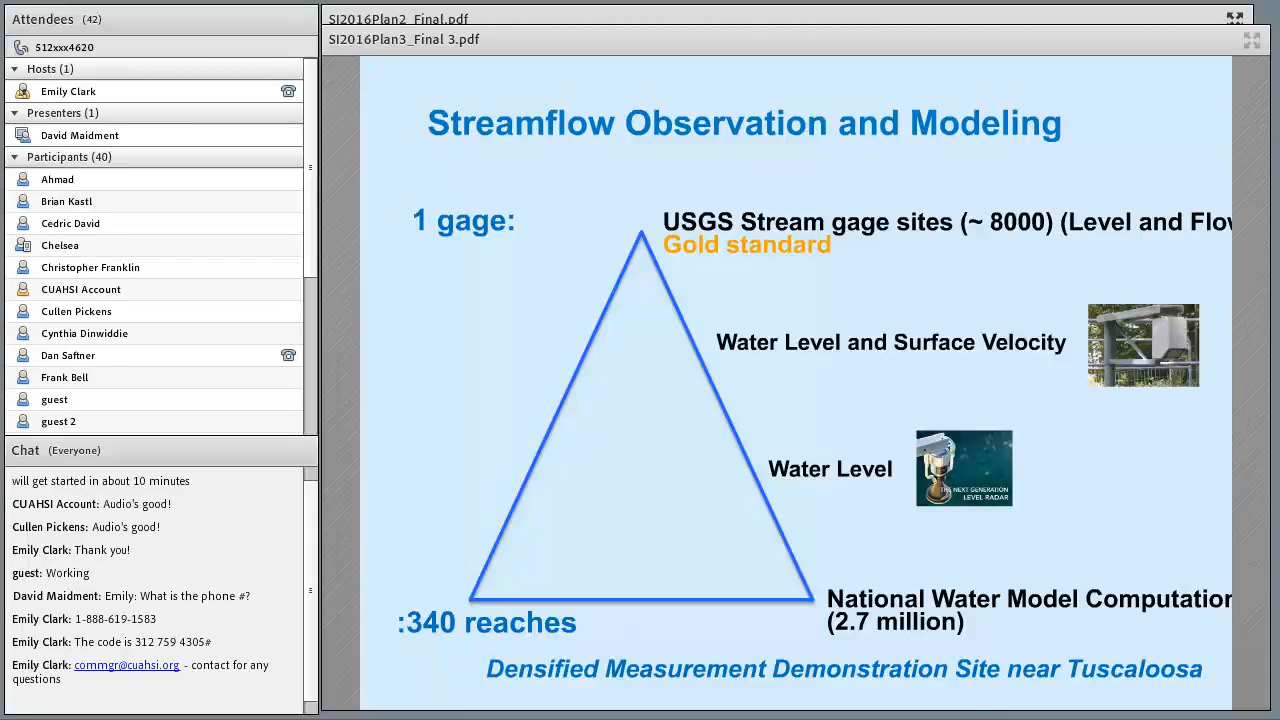 Attendees (42)
512xxx4620
Hosts (1)
Emily Clark
Presenters (1)
David Maidment
Participants (40)
Ahmad
Brian Kastl
Cedric David
Chelsea
Christopher Franklin
CUAHSI Account
Cullen Pickens
Cynthia Dinwiddie
Dan Saftner
Frank Bell
guest
guest 2
Chat (Everyone)
will get started in about 10 minutes
CUAHSI Account: Audio's good!
Cullen Pickens: Audio's good!
Emily Clark: Thank you!
guest: Working
David Maidment: Emily: What is the phone #?
Emily Clark: 1-888-619-1583
Emily Clark: The code is 312 759 4305#
Emily Clark: commgr@cuahsi.org - contact for any
questions
SI2016Plan2_Final.pdf
SI2016Plan3_Final 3.pdf
Streamflow Observation and Modeling
1 gage:
USGS Stream gage sites (~ 8000) (Level and Flow
Gold standard
Water Level and Surface Velocity
Water Level
THE NEXT GENERATION
LEVEL RADAR
National Water Model Computation
(2.7 million)
:340 reaches
Densified Measurement Demonstration Site near Tuscaloosa